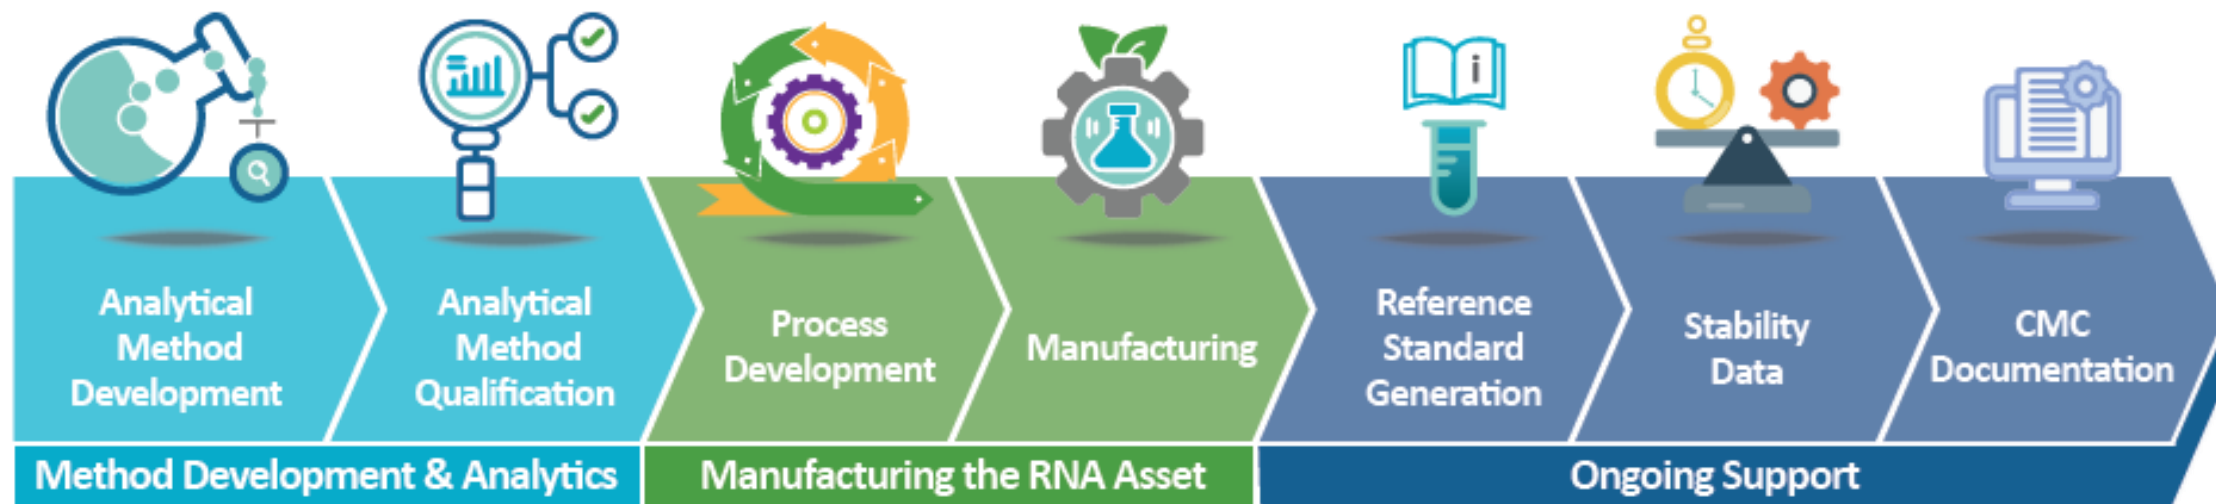 i
Analytical
Method
Development
Analytical
Method
Qualification
Process
Development
Manufacturing
Reference
Standard
Generation
Stability
Data
CMC
Documentation
Method Development & Analytics
Manufacturing the RNA Asset
Ongoing Support